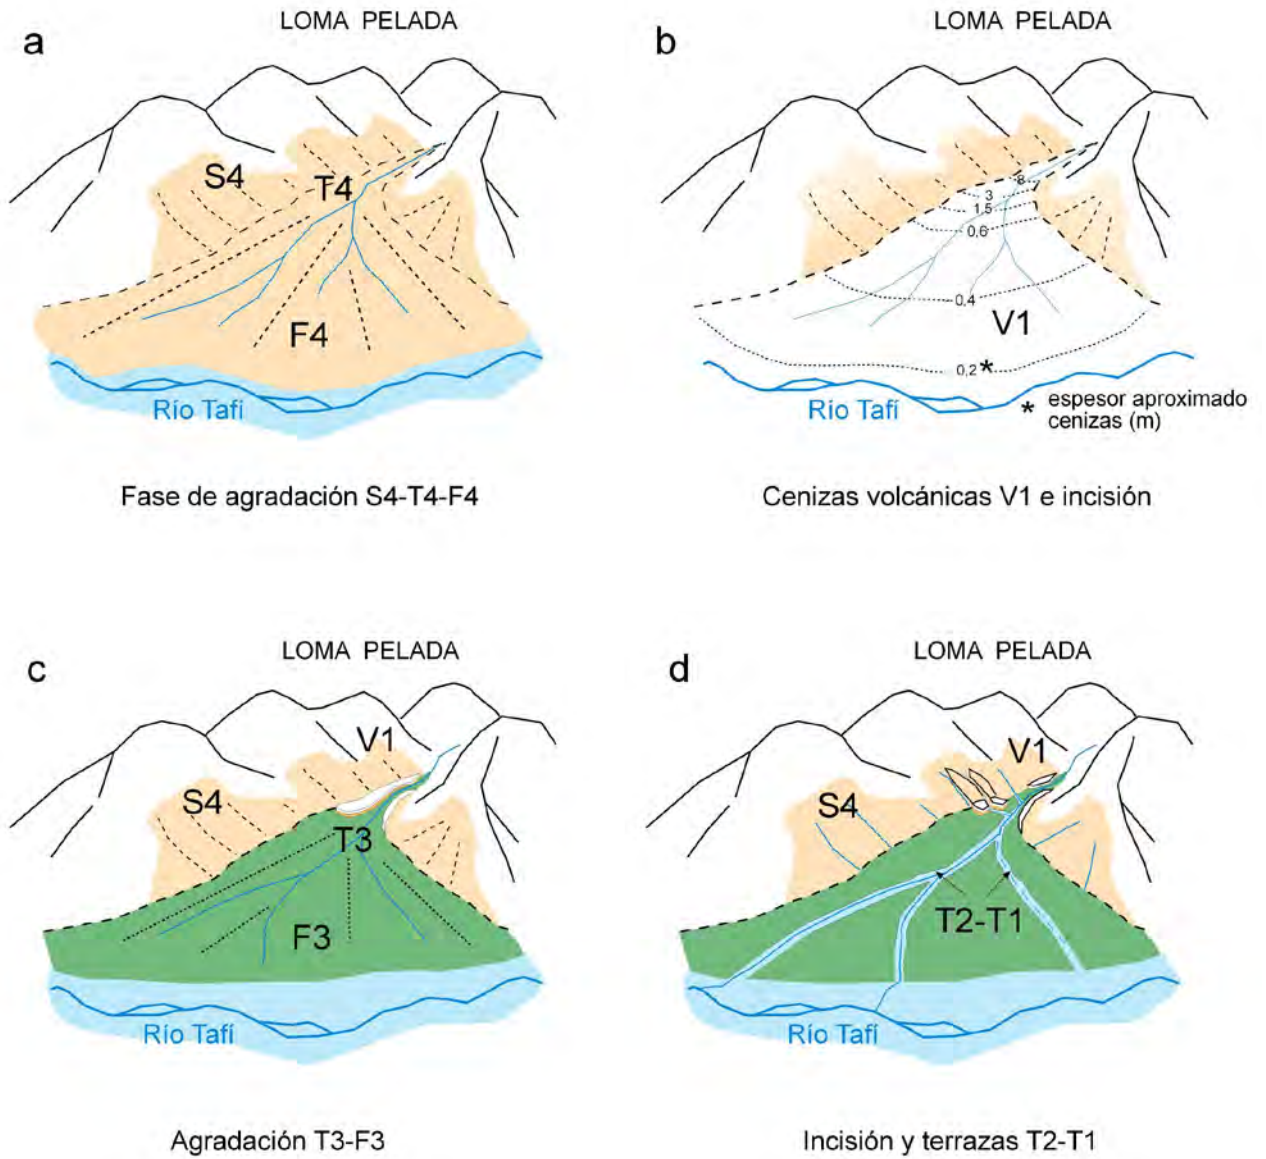 a
LOMA PELADA
S4
T4
F4
Río Tafí
Fase de agradación S4-T4-F4
b
LOMA PELADA
8
3
1.5
0,6
0,4
V1
0,2 *
Río Tafí
* espesor aproximado
cenizas (m)
Cenizas volcánicas V1 e incisión
c
LOMA PELADA
V1
S4
T3
F3
Río Tafí
Agradación T3-F3
d
LOMA PELADA
V1
S4
T2-T1
Río Tafí
Incisión y terrazas T2-T1